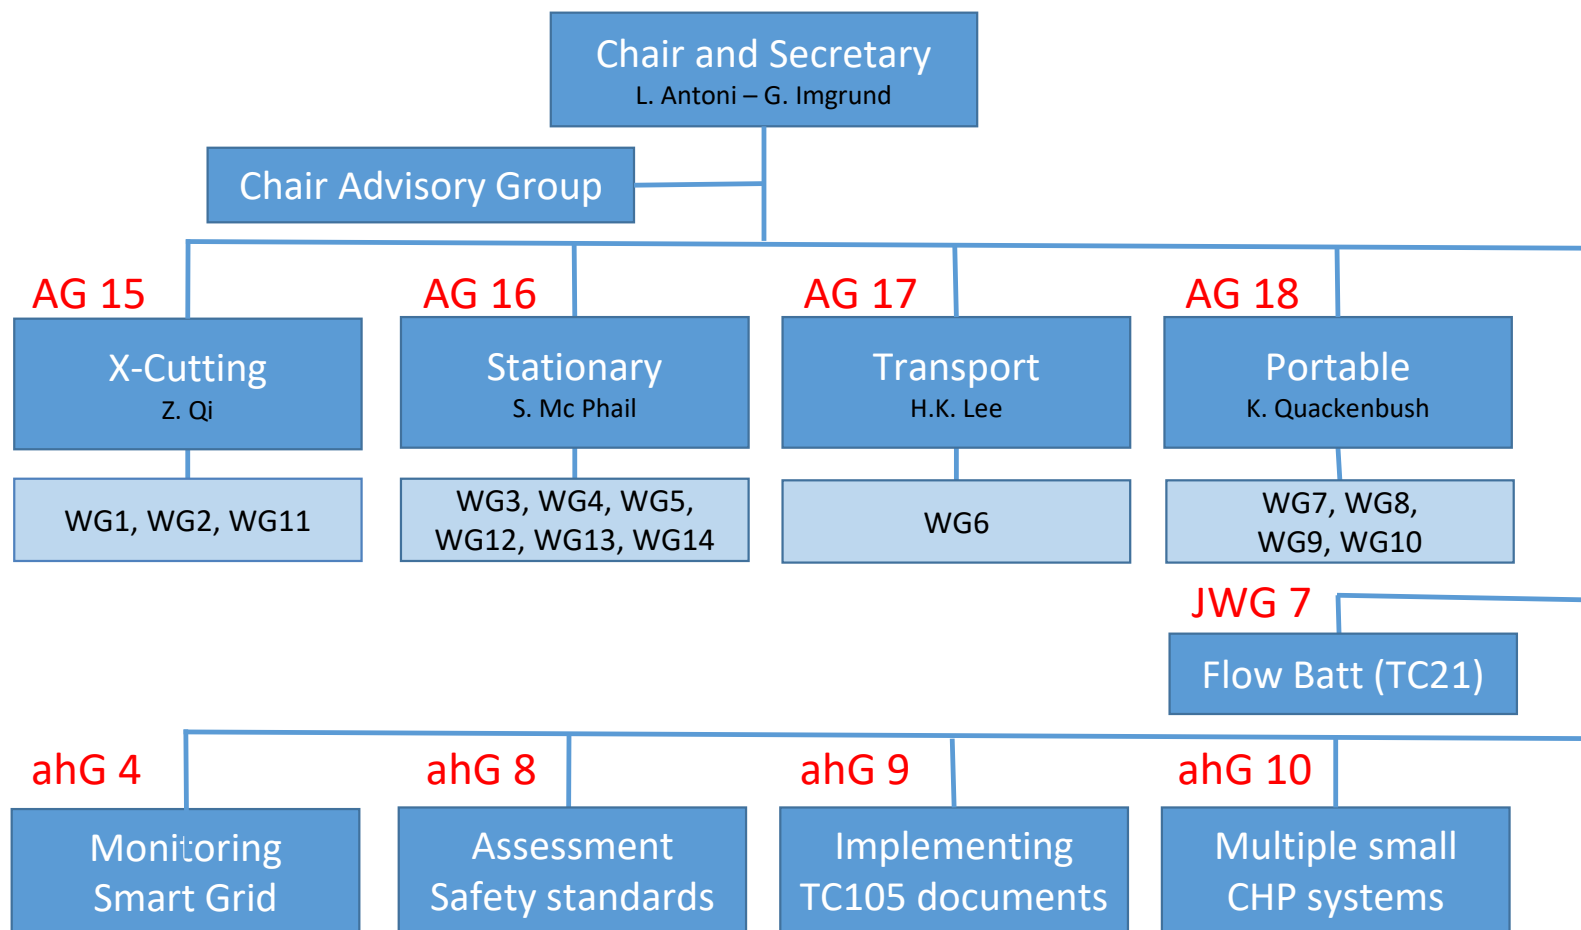 Chair and Secretary
L. Antoni – G. Imgrund
Chair Advisory Group
AG 15
X-Cutting
Z. Qi
WG1, WG2, WG11
AG 16
Stationary
S. Mc Phail
WG3, WG4, WG5,
WG12, WG13, WG14
AG 17
Transport
H.K. Lee
WG6
AG 18
Portable
K. Quackenbush
WG7, WG8,
WG9, WG10
JWG 7
Flow Batt (TC21)
ahG 4
Monitoring
Smart Grid
ahG 8
Assessment
Safety standards
ahG 9
Implementing
TC105 documents
ahG 10
Multiple small
CHP systems